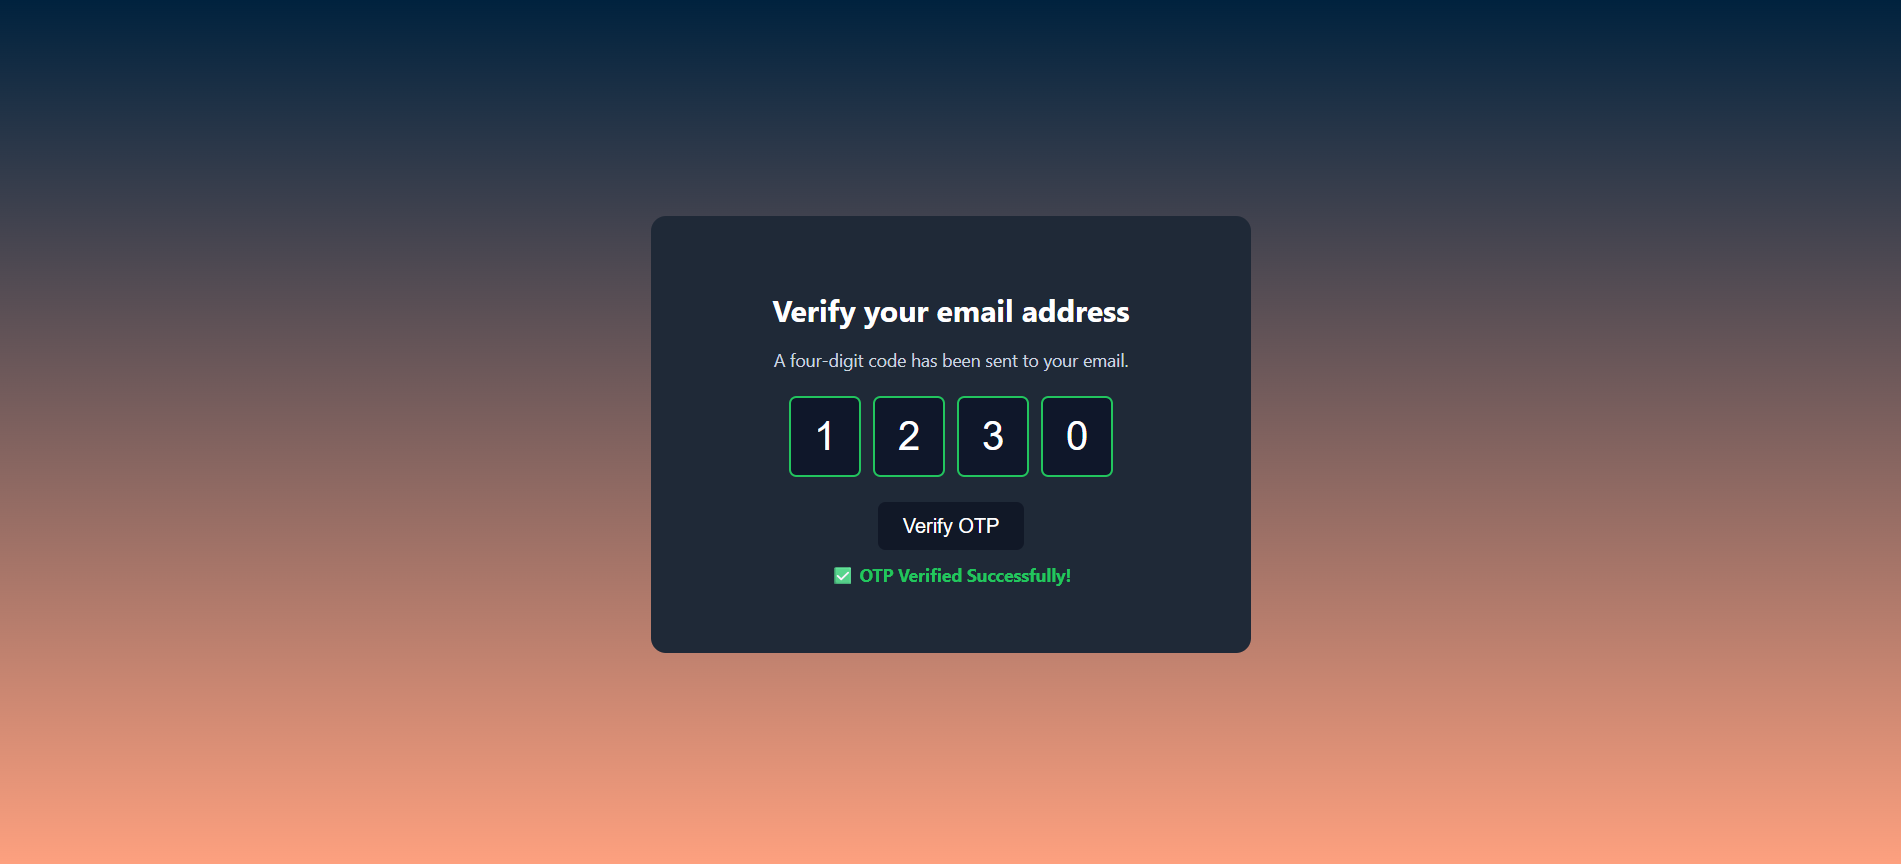 Verify your email address
A four-digit code has been sent to your email.
1 2 3 0
Verify OTP
✅ OTP Verified Successfully!